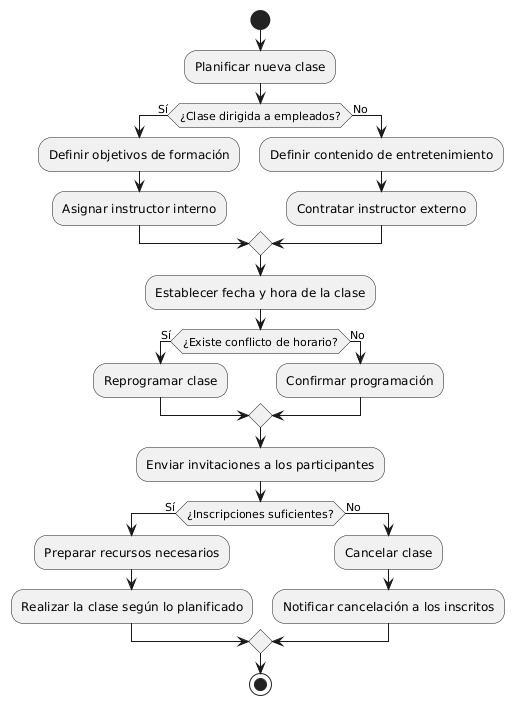 Planificar nueva clase
Sí
¿Clase dirigida a empleados?
No
Definir objetivos de formación
Definir contenido de entretenimiento
Asignar instructor interno
Contratar instructor externo
Establecer fecha y hora de la clase
Sí
¿Existe conflicto de horario?
No
Reprogramar clase
Confirmar programación
Enviar invitaciones a los participantes
Sí
¿Inscripciones suficientes?
No
Preparar recursos necesarios
Cancelar clase
Realizar la clase según lo planificado
Notificar cancelación a los inscritos